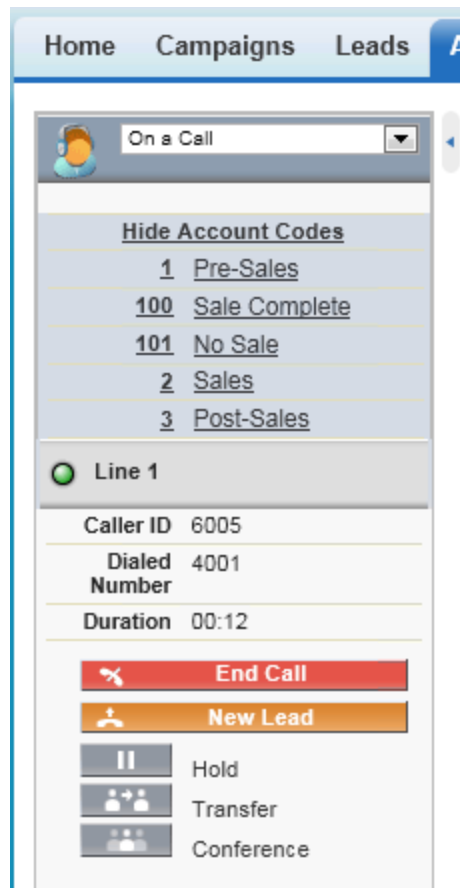 Home Campaigns Leads A
On a Call
Hide Account Codes
1 Pre-Sales
100 Sale Complete
101 No Sale
2 Sales
3 Post-Sales
Line 1
Caller ID 6005
Dialed Number 4001
Duration 00:12
End Call
New Lead
Hold
Transfer
Conference